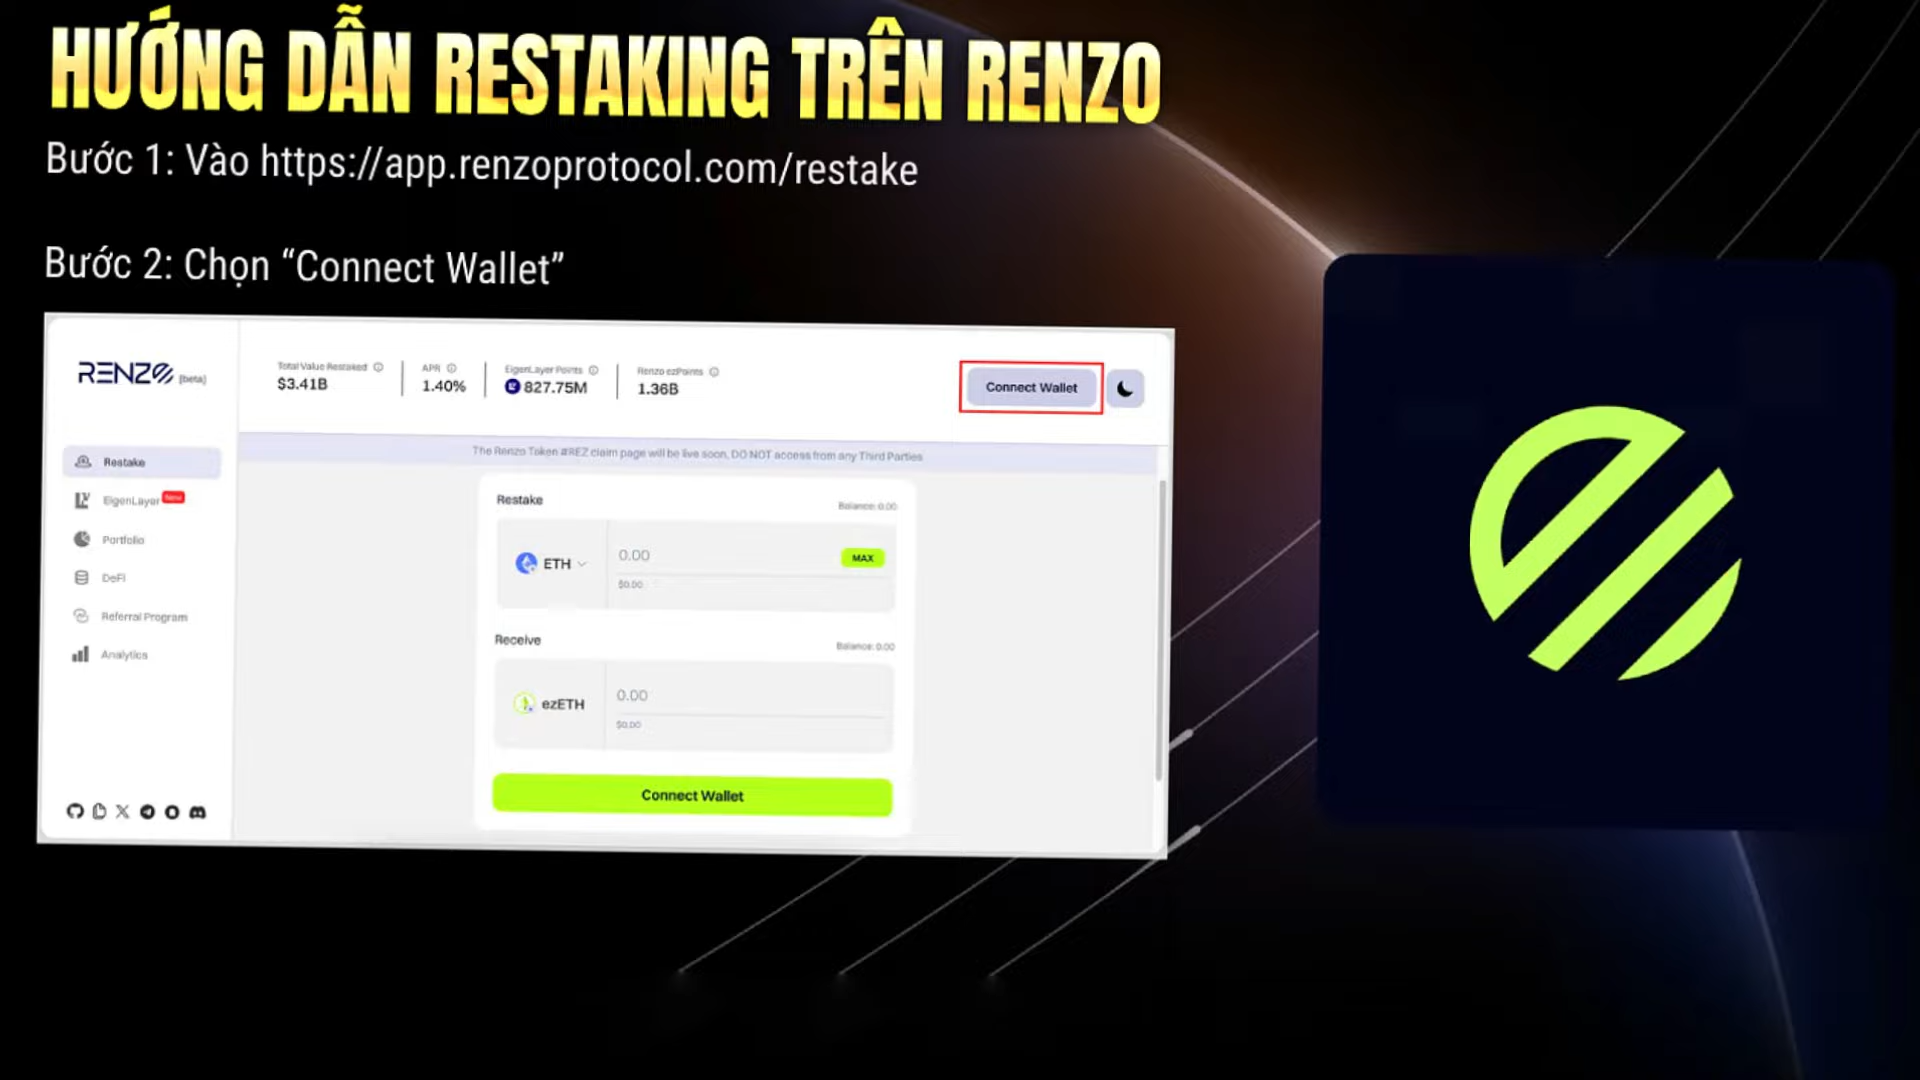 HƯỚNG DẪN RESTAKING TRÊN RENZO
Bước 1: Vào https://app.renzoprotocol.com/restake
Bước 2: Chọn “Connect Wallet”
RENZO [beta]
Total Value Restaked
$3.41B
APR
1.40%
EigenLayer Points
827.75M
Renzo ezPoints
1.36B
Connect Wallet
The Renzo Token #REZ claim page will be live soon, DO NOT access from any Third Parties
Restake
EigenLayer New
Portfolio
DeFi
Referral Program
Analytics
Restake
Balance: 0.00
ETH
0.00
MAX
$0.00
Receive
Balance: 0.00
ezETH
0.00
$0.00
Connect Wallet